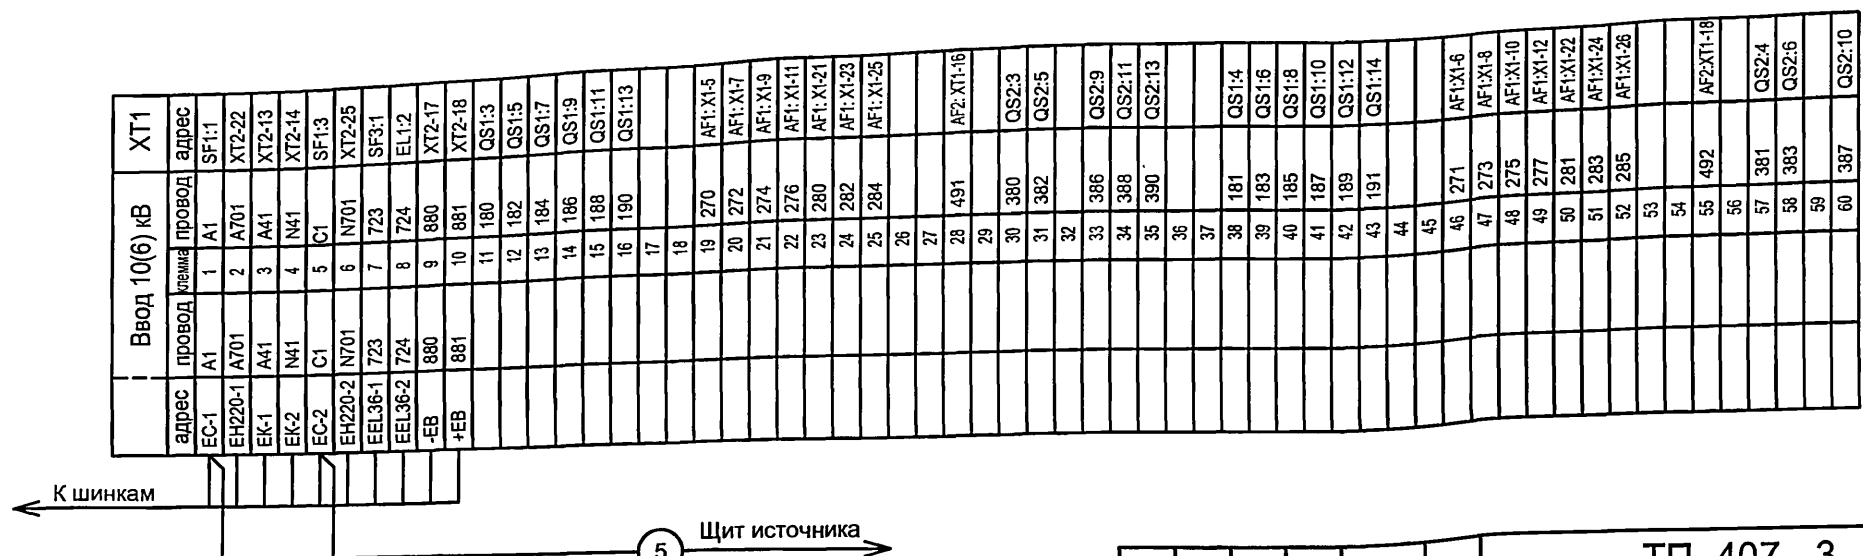 Ввод 10(6) кВ XT1
адрес провод клемма провод адрес
EC-1 A1 1 A1 SF1:1
EH220-1 A701 2 A701 XT2-22
EK-1 A41 3 A41 XT2-13
EK-2 N41 4 N41 XT2-14
EC-2 C1 5 C1 SF1:3
EH220-2 N701 6 N701 XT2-25
EEL36-1 723 7 723 SF3:1
EEL36-2 724 8 724 EL1:2
-EB 880 9 880 XT2-17
+EB 881 10 881 XT2-18
11 180 QS1:3
12 182 QS1:5
13 184 QS1:7
14 186 QS1:9
15 188 QS1:11
16 190 QS1:13
17
18
19 270 AF1:X1-5
20 272 AF1:X1-7
21 274 AF1:X1-9
22 276 AF1:X1-11
23 280 AF1:X1-21
24 282 AF1:X1-23
25 284 AF1:X1-25
26
27
28 491 AF2:XT1-16
29
30 380 QS2:3
31 382 QS2:5
32
33 386 QS2:9
34 388 QS2:11
35 390 QS2:13
36
37
38 181 QS1:4
39 183 QS1:6
40 185 QS1:8
41 187 QS1:10
42 189 QS1:12
43 191 QS1:14
44
45
46 271 AF1:X1-6
47 273 AF1:X1-8
48 275 AF1:X1-10
49 277 AF1:X1-12
50 281 AF1:X1-22
51 283 AF1:X1-24
52 285 AF1:X1-26
53
54
55 492 AF2:XT1-18
56
57 381 QS2:4
58 383 QS2:6
59
60 387 QS2:10
К шинкам
5 Щит источника
ТП 407 - 3